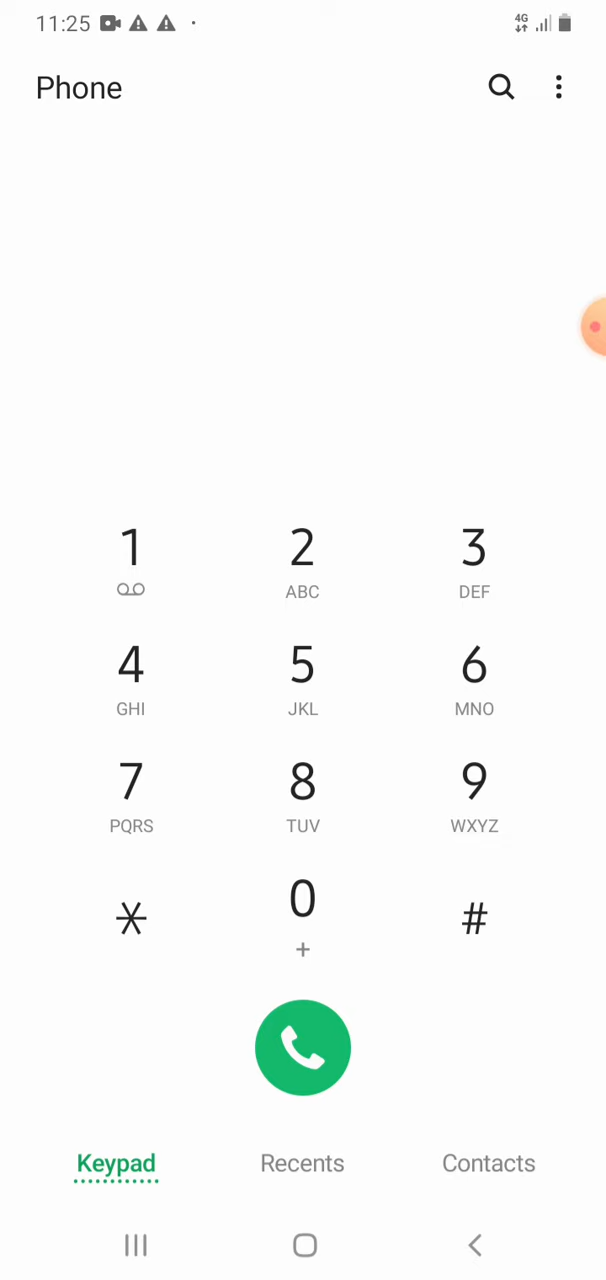 11:25
4G
Phone
1 2 3
ABC DEF
4 5 6
GHI JKL MNO
7 8 9
PQRS TUV WXYZ
* 0 #
+
Keypad Recents Contacts